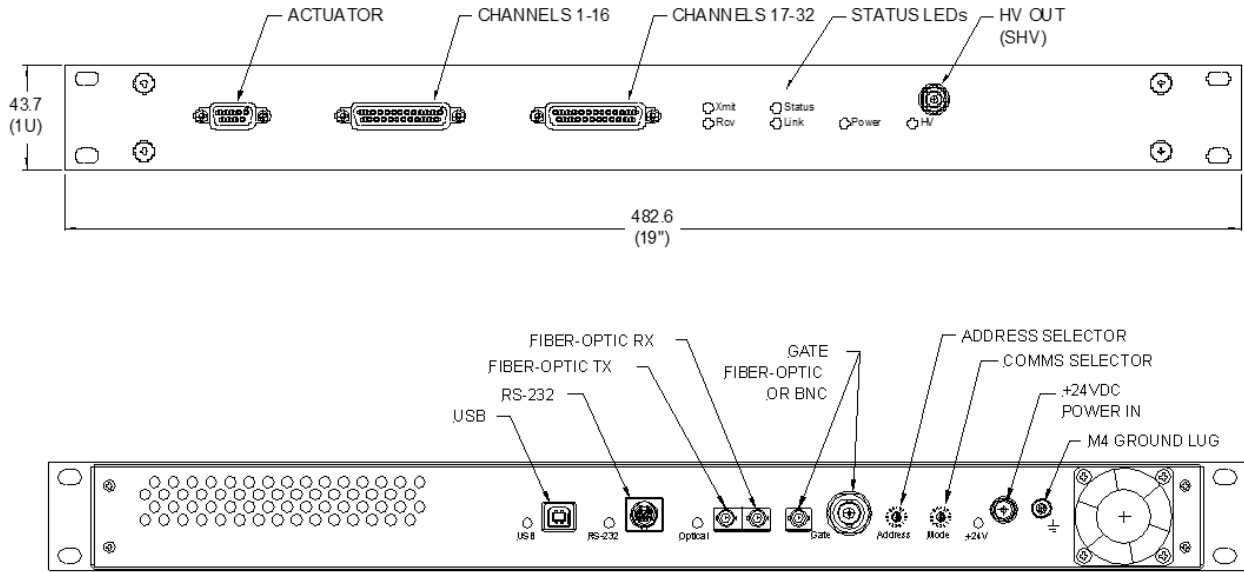 ACTUATOR
CHANNELS 1-16
CHANNELS 17-32
STATUS LEDs
HV OUT
(SHV)
43.7
(1U)
Xmit
Status
Rcv
Link
Power
HV
482.6
(19")
FIBER-OPTIC RX
FIBER-OPTIC TX
RS-232
USB
GATE
FIBER-OPTIC
OR BNC
ADDRESS SELECTOR
COMMS SELECTOR
+24VDC
POWER IN
M4 GROUND LUG
USB
RS-232
Optical
Gate
Address
Mode
+24V